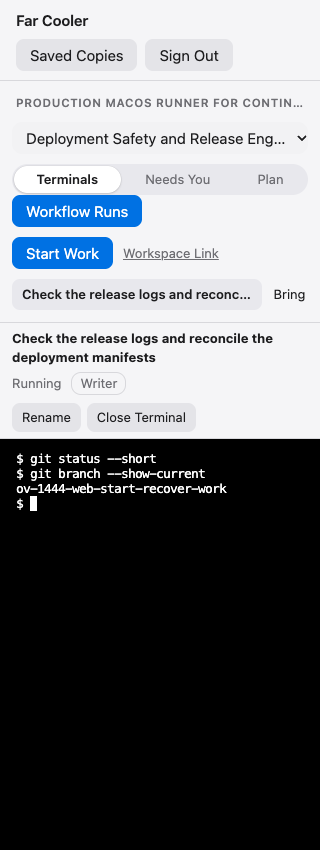 Far Cooler
Saved Copies Sign Out
PRODUCTION MACOS RUNNER FOR CONTIN...
Deployment Safety and Release Eng...
Terminals Needs You Plan
Workflow Runs
Start Work Workspace Link
Check the release logs and reconc... Bring
Check the release logs and reconcile the
deployment manifests
Running Writer
Rename Close Terminal
$ git status --short
$ git branch --show-current
ov-1444-web-start-recover-work
$